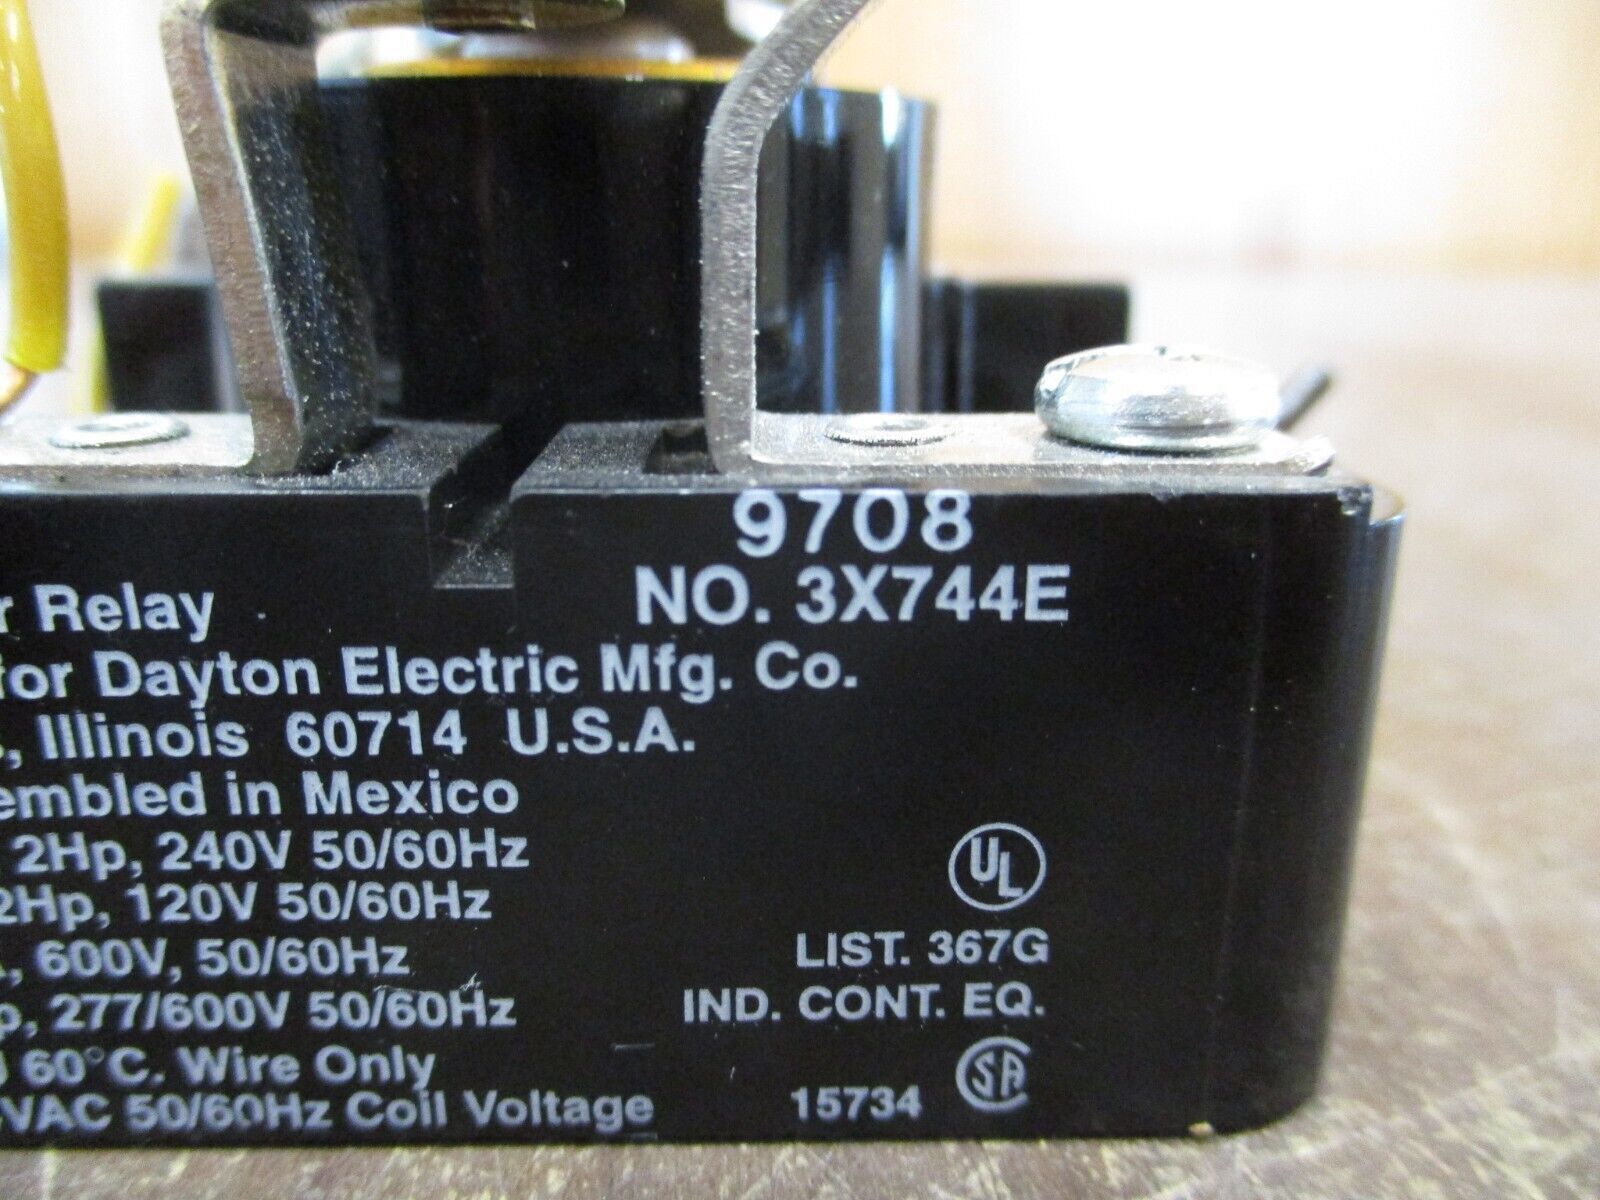 9708
NO. 3X744E
Relay
for Dayton Electric Mfg. Co.
, Illinois 60714 U.S.A.
embled in Mexico
2Hp, 240V 50/60Hz
2Hp, 120V 50/60Hz
, 600V, 50/60Hz
, 277/600V 50/60Hz
60°C. Wire Only
VAC 50/60Hz Coil Voltage
UL
LIST. 367G
IND. CONT. EQ.
15734 SA